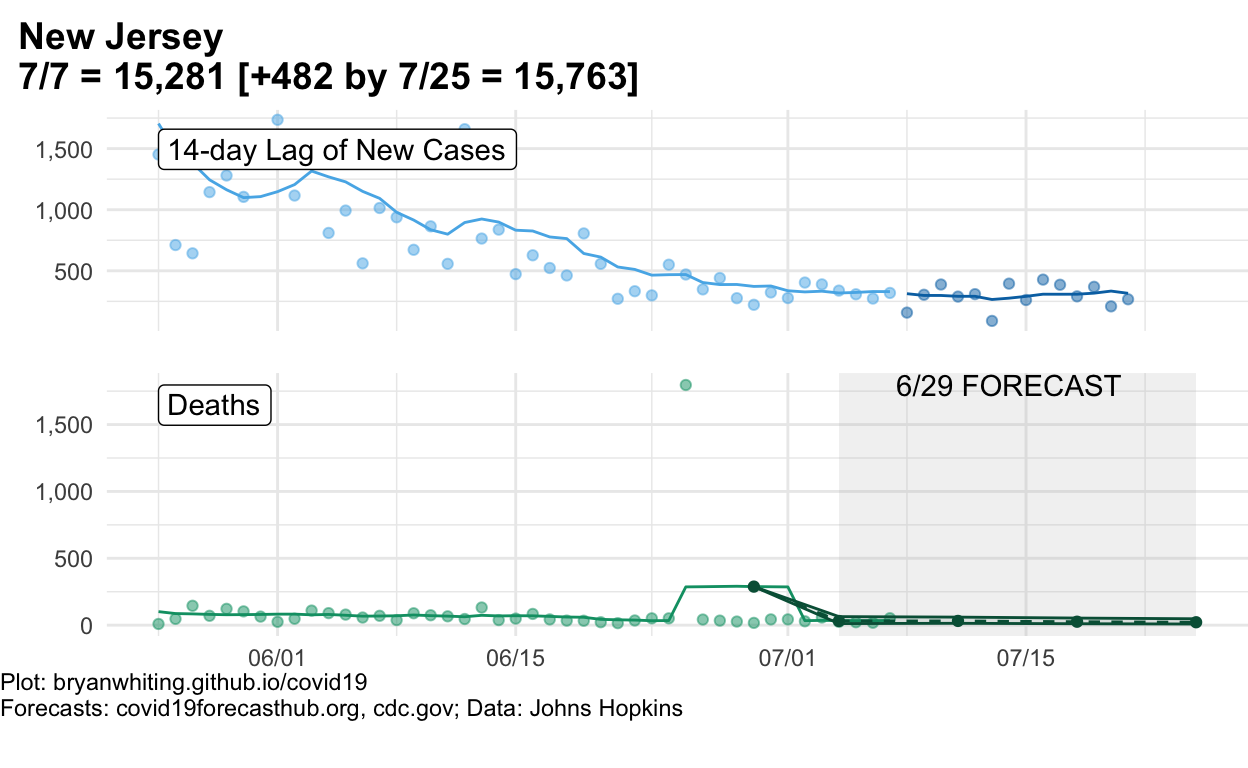 New Jersey
7/7 = 15,281 [+482 by 7/25 = 15,763]
14-day Lag of New Cases
1,500
1,000
500
Deaths
6/29 FORECAST
1,500
1,000
500
0
06/01 06/15 07/01 07/15
Plot: bryanwhiting.github.io/covid19
Forecasts: covid19forecasthub.org, cdc.gov; Data: Johns Hopkins